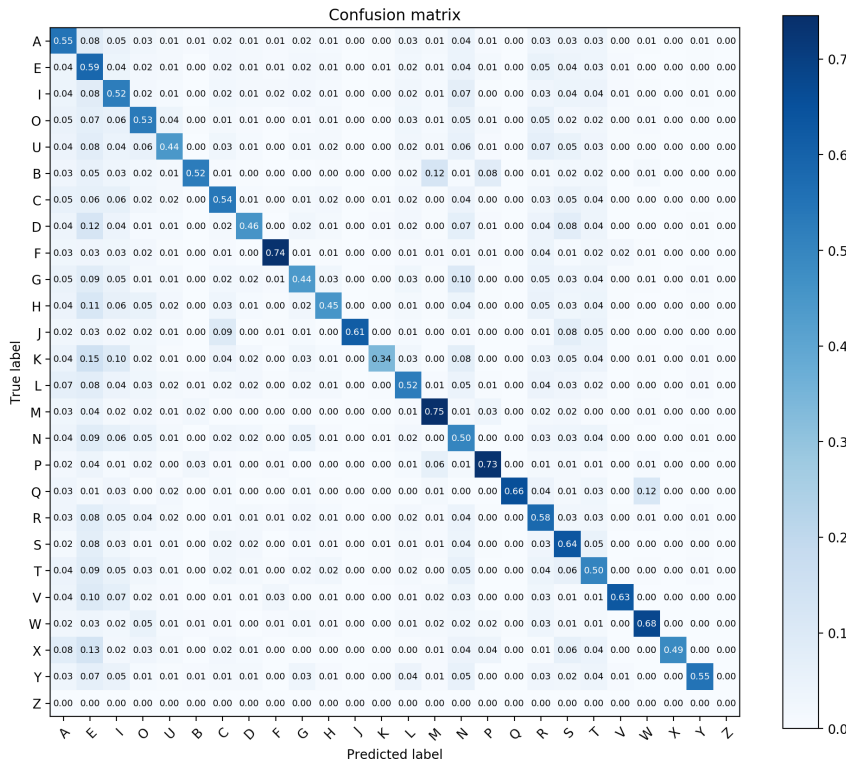 Confusion matrix
A 0.55 0.08 0.05 0.03 0.01 0.01 0.02 0.01 0.01 0.02 0.01 0.00 0.00 0.03 0.01 0.04 0.01 0.00 0.03 0.03 0.03 0.00 0.01 0.00 0.01 0.00
E 0.04 0.59 0.04 0.02 0.01 0.00 0.02 0.02 0.00 0.01 0.01 0.00 0.01 0.02 0.01 0.04 0.01 0.00 0.05 0.04 0.03 0.01 0.00 0.00 0.01 0.00
I 0.04 0.08 0.52 0.02 0.01 0.00 0.02 0.01 0.02 0.02 0.01 0.00 0.01 0.02 0.01 0.07 0.00 0.00 0.03 0.04 0.04 0.01 0.00 0.00 0.01 0.00
O 0.05 0.07 0.06 0.53 0.04 0.00 0.01 0.01 0.00 0.01 0.01 0.00 0.00 0.03 0.01 0.05 0.01 0.00 0.05 0.02 0.02 0.00 0.01 0.00 0.00 0.00
U 0.04 0.08 0.04 0.06 0.44 0.00 0.03 0.01 0.00 0.02 0.01 0.00 0.00 0.02 0.01 0.06 0.01 0.00 0.07 0.05 0.03 0.00 0.00 0.00 0.00 0.00
B 0.03 0.05 0.03 0.02 0.01 0.52 0.01 0.00 0.00 0.00 0.01 0.00 0.00 0.02 0.12 0.01 0.08 0.00 0.02 0.02 0.02 0.00 0.01 0.00 0.00 0.00
C 0.05 0.06 0.06 0.02 0.02 0.00 0.54 0.01 0.00 0.01 0.01 0.01 0.01 0.02 0.00 0.04 0.00 0.00 0.03 0.05 0.04 0.00 0.00 0.00 0.00 0.00
D 0.04 0.12 0.04 0.01 0.01 0.00 0.02 0.46 0.00 0.02 0.01 0.00 0.00 0.02 0.01 0.07 0.01 0.00 0.04 0.08 0.04 0.00 0.00 0.00 0.00 0.00
F 0.03 0.03 0.03 0.02 0.01 0.00 0.01 0.00 0.74 0.01 0.01 0.00 0.00 0.01 0.01 0.01 0.01 0.00 0.04 0.01 0.02 0.02 0.01 0.00 0.00 0.00
G 0.05 0.09 0.05 0.01 0.01 0.00 0.02 0.02 0.01 0.44 0.03 0.00 0.00 0.02 0.00 0.10 0.00 0.00 0.05 0.03 0.04 0.00 0.00 0.00 0.01 0.00
H 0.04 0.11 0.06 0.05 0.02 0.00 0.03 0.01 0.00 0.02 0.45 0.00 0.01 0.02 0.00 0.04 0.00 0.00 0.05 0.03 0.04 0.00 0.00 0.00 0.00 0.00
J 0.02 0.03 0.02 0.01 0.00 0.00 0.09 0.00 0.01 0.01 0.00 0.61 0.00 0.01 0.00 0.01 0.00 0.00 0.01 0.08 0.05 0.00 0.00 0.00 0.00 0.00
K 0.04 0.15 0.10 0.02 0.01 0.00 0.04 0.02 0.00 0.03 0.01 0.00 0.34 0.03 0.00 0.08 0.00 0.00 0.03 0.05 0.04 0.00 0.00 0.00 0.00 0.00
L 0.07 0.08 0.04 0.03 0.02 0.01 0.02 0.02 0.00 0.01 0.01 0.00 0.00 0.52 0.00 0.05 0.01 0.00 0.04 0.03 0.02 0.00 0.01 0.00 0.00 0.00
M 0.03 0.04 0.02 0.02 0.01 0.00 0.00 0.00 0.00 0.00 0.00 0.00 0.00 0.01 0.75 0.01 0.03 0.00 0.02 0.02 0.00 0.00 0.01 0.00 0.00 0.00
N 0.04 0.09 0.06 0.05 0.01 0.00 0.02 0.02 0.00 0.05 0.01 0.00 0.01 0.02 0.00 0.50 0.00 0.00 0.03 0.03 0.04 0.00 0.00 0.00 0.00 0.00
P 0.02 0.04 0.01 0.02 0.00 0.03 0.01 0.00 0.01 0.00 0.01 0.00 0.00 0.01 0.06 0.01 0.73 0.00 0.01 0.01 0.01 0.00 0.01 0.00 0.00 0.00
Q 0.03 0.01 0.03 0.00 0.02 0.00 0.01 0.00 0.00 0.01 0.02 0.00 0.00 0.01 0.00 0.00 0.00 0.66 0.04 0.01 0.03 0.00 0.12 0.00 0.00 0.00
R 0.03 0.08 0.05 0.04 0.02 0.00 0.01 0.01 0.01 0.02 0.01 0.00 0.00 0.02 0.01 0.04 0.01 0.00 0.58 0.03 0.03 0.00 0.01 0.00 0.01 0.00
S 0.02 0.08 0.03 0.02 0.01 0.00 0.02 0.02 0.00 0.01 0.01 0.00 0.00 0.01 0.00 0.04 0.00 0.00 0.03 0.64 0.05 0.00 0.00 0.00 0.00 0.00
T 0.04 0.09 0.05 0.02 0.01 0.00 0.02 0.01 0.01 0.02 0.01 0.00 0.00 0.02 0.00 0.05 0.00 0.00 0.04 0.06 0.50 0.00 0.00 0.00 0.01 0.00
V 0.04 0.10 0.07 0.02 0.01 0.00 0.01 0.00 0.03 0.01 0.00 0.00 0.00 0.01 0.02 0.02 0.00 0.00 0.03 0.01 0.01 0.63 0.00 0.00 0.00 0.00
W 0.02 0.03 0.02 0.05 0.01 0.00 0.01 0.01 0.01 0.01 0.01 0.00 0.00 0.02 0.03 0.02 0.01 0.00 0.03 0.01 0.01 0.00 0.68 0.00 0.00 0.00
X 0.08 0.13 0.02 0.03 0.01 0.00 0.01 0.01 0.00 0.01 0.01 0.00 0.00 0.02 0.00 0.04 0.04 0.00 0.01 0.06 0.04 0.00 0.00 0.49 0.00 0.00
Y 0.03 0.07 0.05 0.01 0.01 0.01 0.01 0.01 0.00 0.03 0.01 0.00 0.00 0.04 0.01 0.05 0.00 0.00 0.03 0.02 0.04 0.01 0.00 0.00 0.55 0.00
Z 0.00 0.00 0.00 0.00 0.00 0.00 0.00 0.00 0.00 0.00 0.00 0.00 0.00 0.00 0.00 0.00 0.00 0.00 0.00 0.00 0.00 0.00 0.00 0.00 0.00 0.00
A E I O U B C D F G H J K L M N P Q R S T V W X Y Z
True label
Predicted label
0.7
0.6
0.5
0.4
0.3
0.2
0.1
0.0